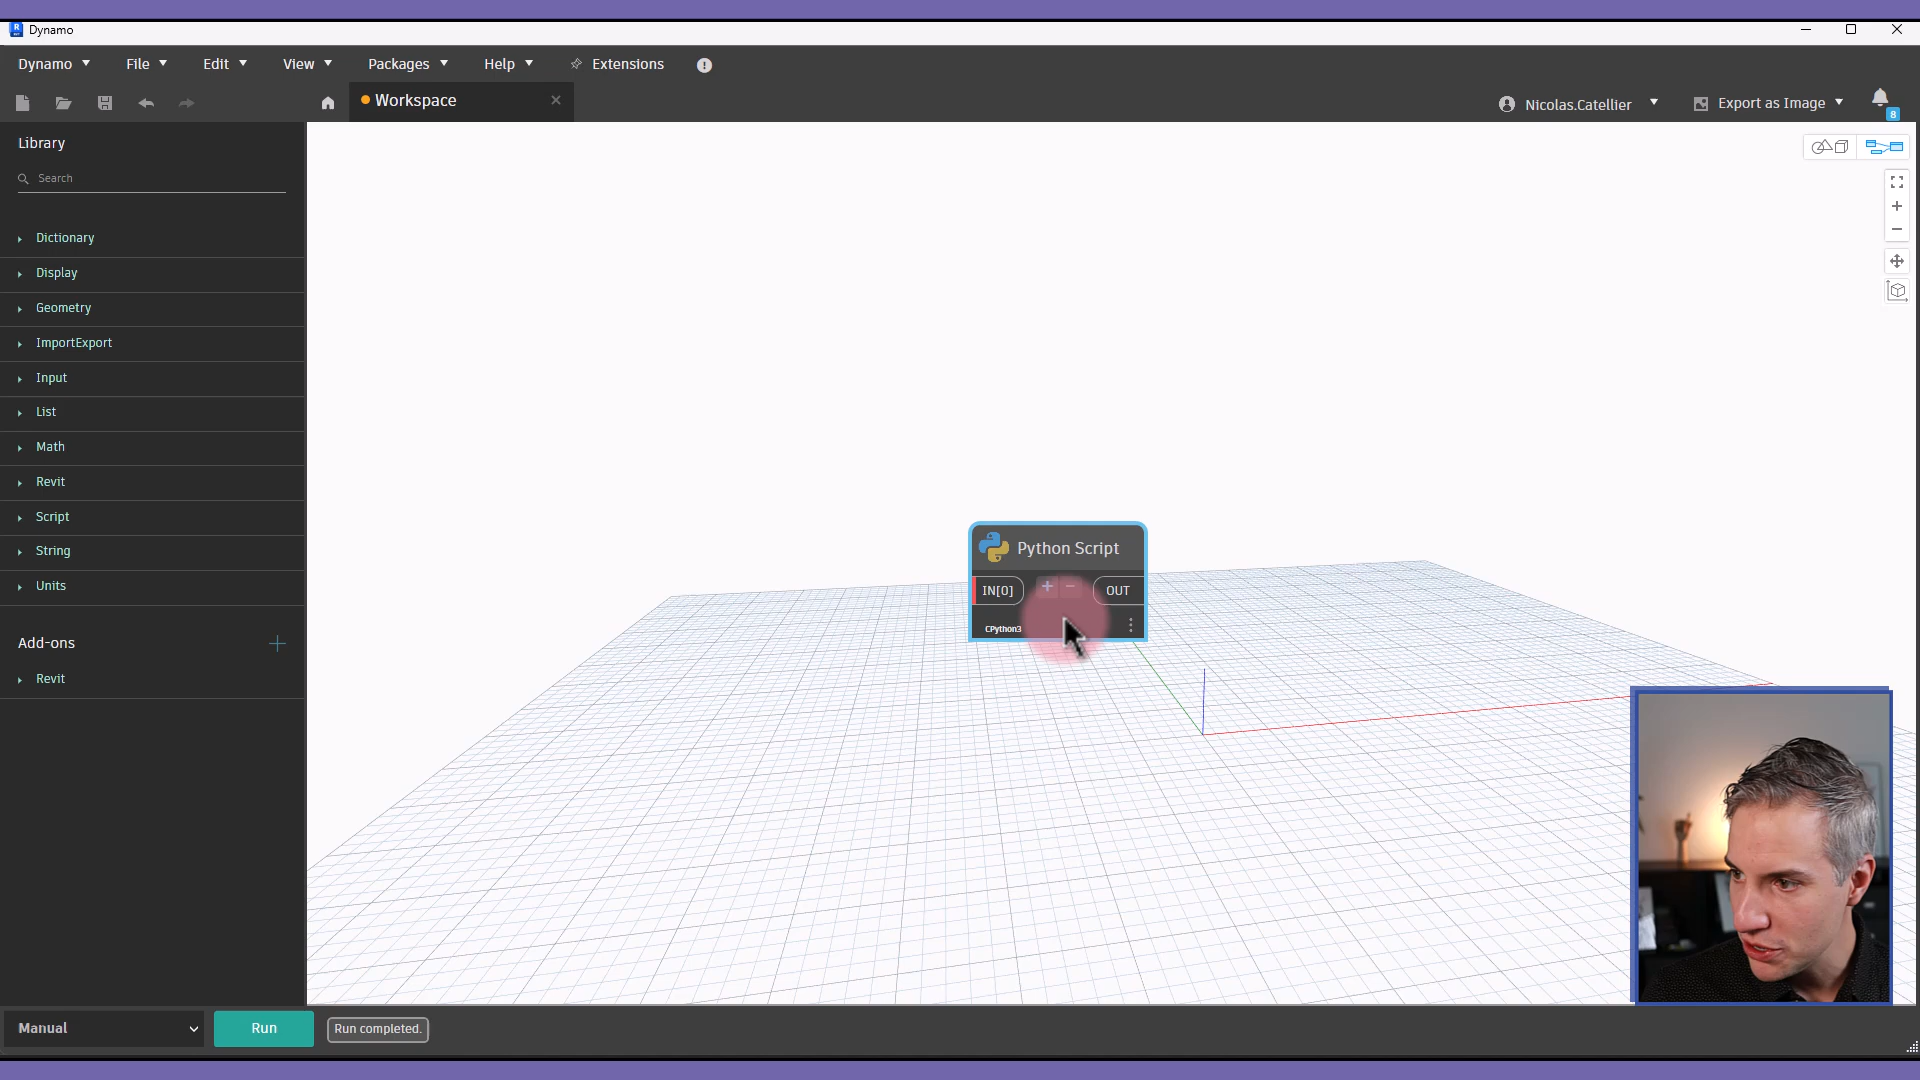 Dynamo
Dynamo File Edit View Packages Help Extensions
Workspace
Nicolas.Catellier Export as Image
8
Library
Search
Dictionary
Display
Geometry
ImportExport
Input
List
Math
Revit
Script
String
Units
Add-ons
Revit
Python Script
IN[0] + - OUT
CPython3
Manual Run Run completed.